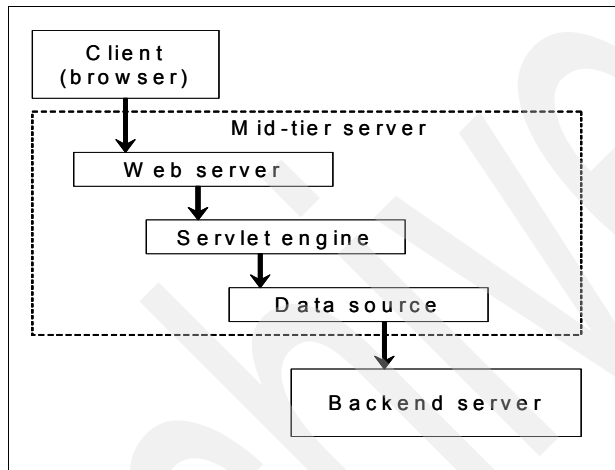 Client
(browser)
Mid-tier server
Web server
Servlet engine
Data source
Backend server